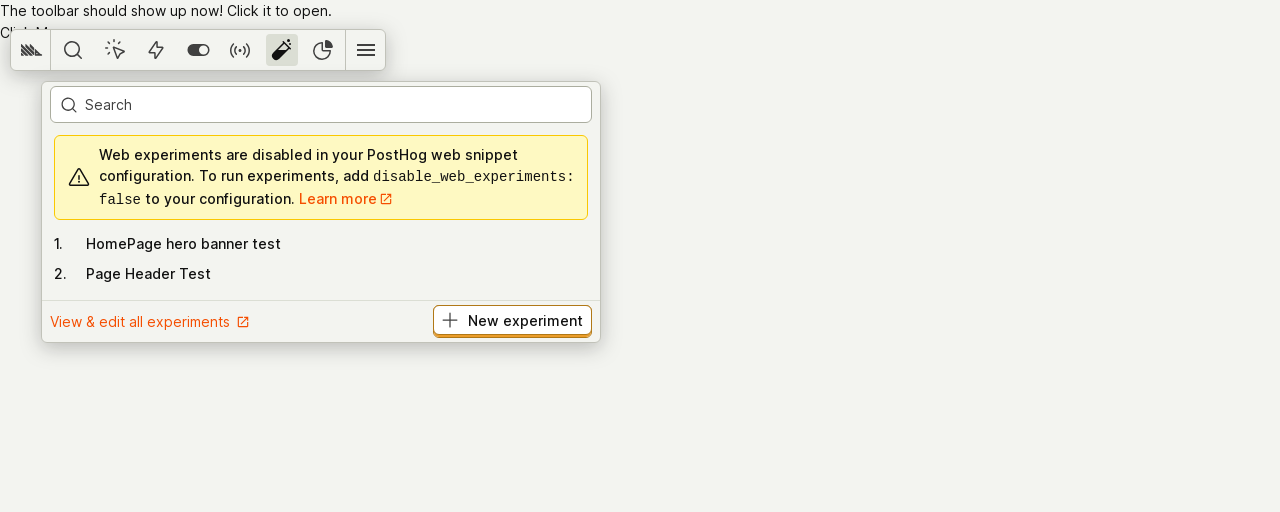 The toolbar should show up now! Click it to open.
Search
Web experiments are disabled in your PostHog web snippet
configuration. To run experiments, add disable_web_experiments:
false to your configuration. Learn more
1. HomePage hero banner test
2. Page Header Test
View & edit all experiments
New experiment